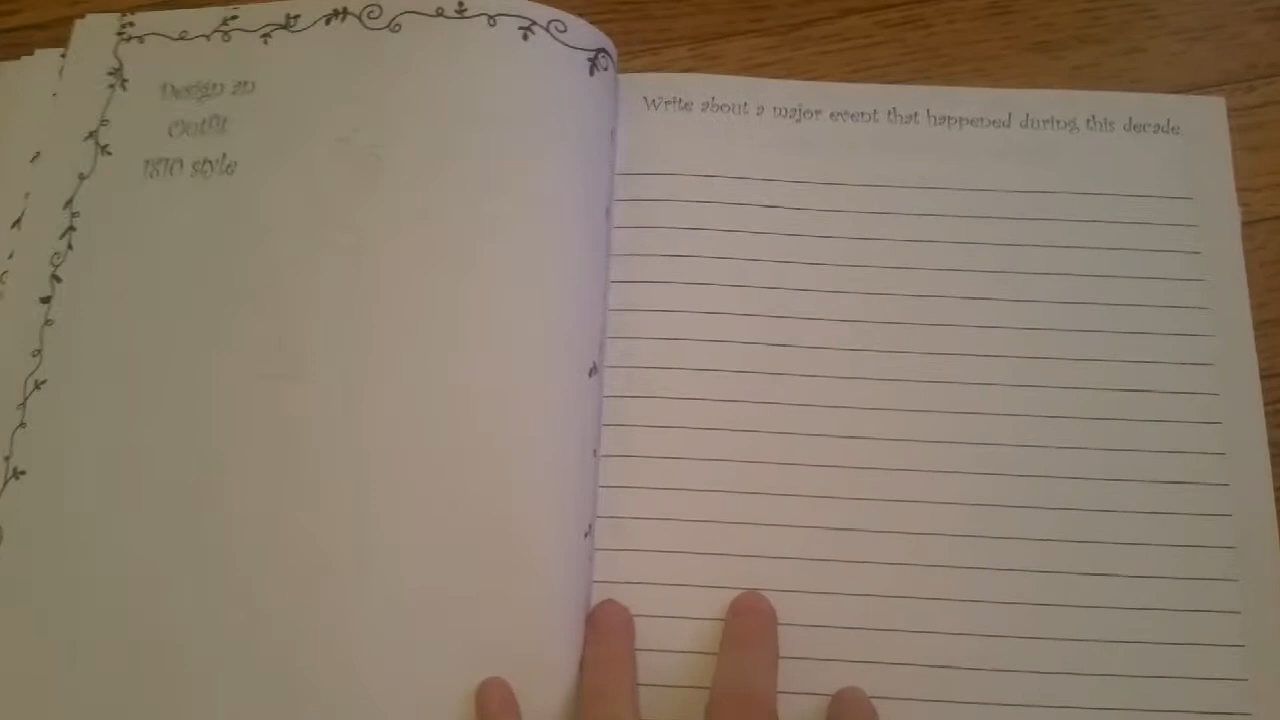 Design an
Outfit
1870 style
Write about a major event that happened during this decade.